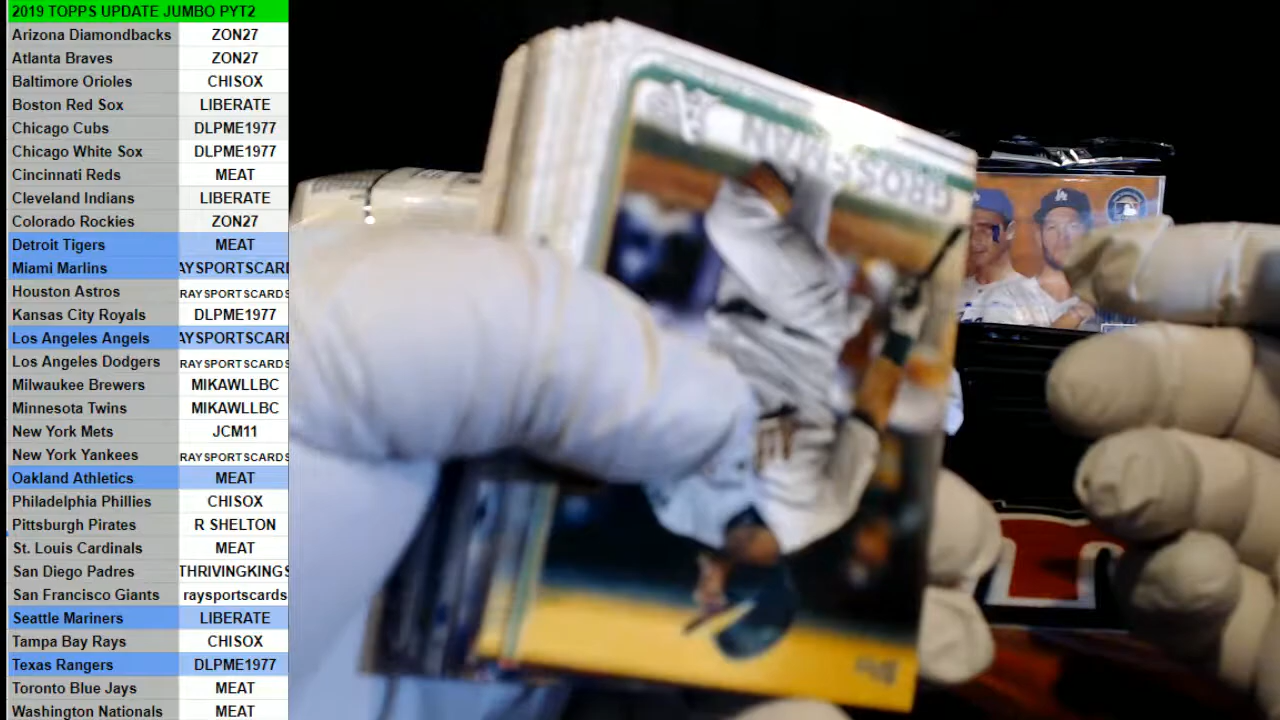 2019 TOPPS UPDATE JUMBO PYT2
Arizona Diamondbacks ZON27
Atlanta Braves ZON27
Baltimore Orioles CHISOX
Boston Red Sox LIBERATE
Chicago Cubs DLPME1977
Chicago White Sox DLPME1977
Cincinnati Reds MEAT
Cleveland Indians LIBERATE
Colorado Rockies ZON27
Detroit Tigers MEAT
Miami Marlins AYSPORTSCARD
Houston Astros RAYSPORTSCARDS
Kansas City Royals DLPME1977
Los Angeles Angels AYSPORTSCARD
Los Angeles Dodgers RAYSPORTSCARDS
Milwaukee Brewers MIKAWLLBC
Minnesota Twins MIKAWLLBC
New York Mets JCM11
New York Yankees RAYSPORTSCARDS
Oakland Athletics MEAT
Philadelphia Phillies CHISOX
Pittsburgh Pirates R SHELTON
St. Louis Cardinals MEAT
San Diego Padres THRIVINGKINGS
San Francisco Giants raysportscards
Seattle Mariners LIBERATE
Tampa Bay Rays CHISOX
Texas Rangers DLPME1977
Toronto Blue Jays MEAT
Washington Nationals MEAT
GROSSMAN
LA